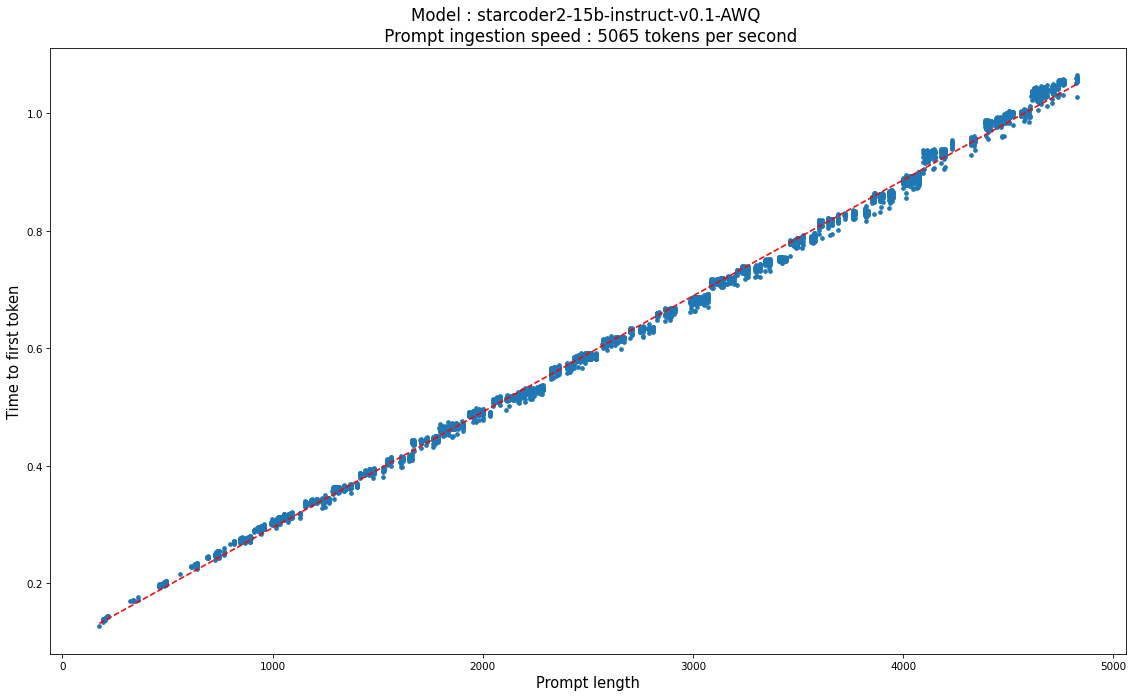 Model : starcoder2-15b-instruct-v0.1-AWQ
Prompt ingestion speed : 5065 tokens per second
1.0
0.8
0.6
0.4
0.2
Time to first token
0 1000 2000 3000 4000 5000
Prompt length